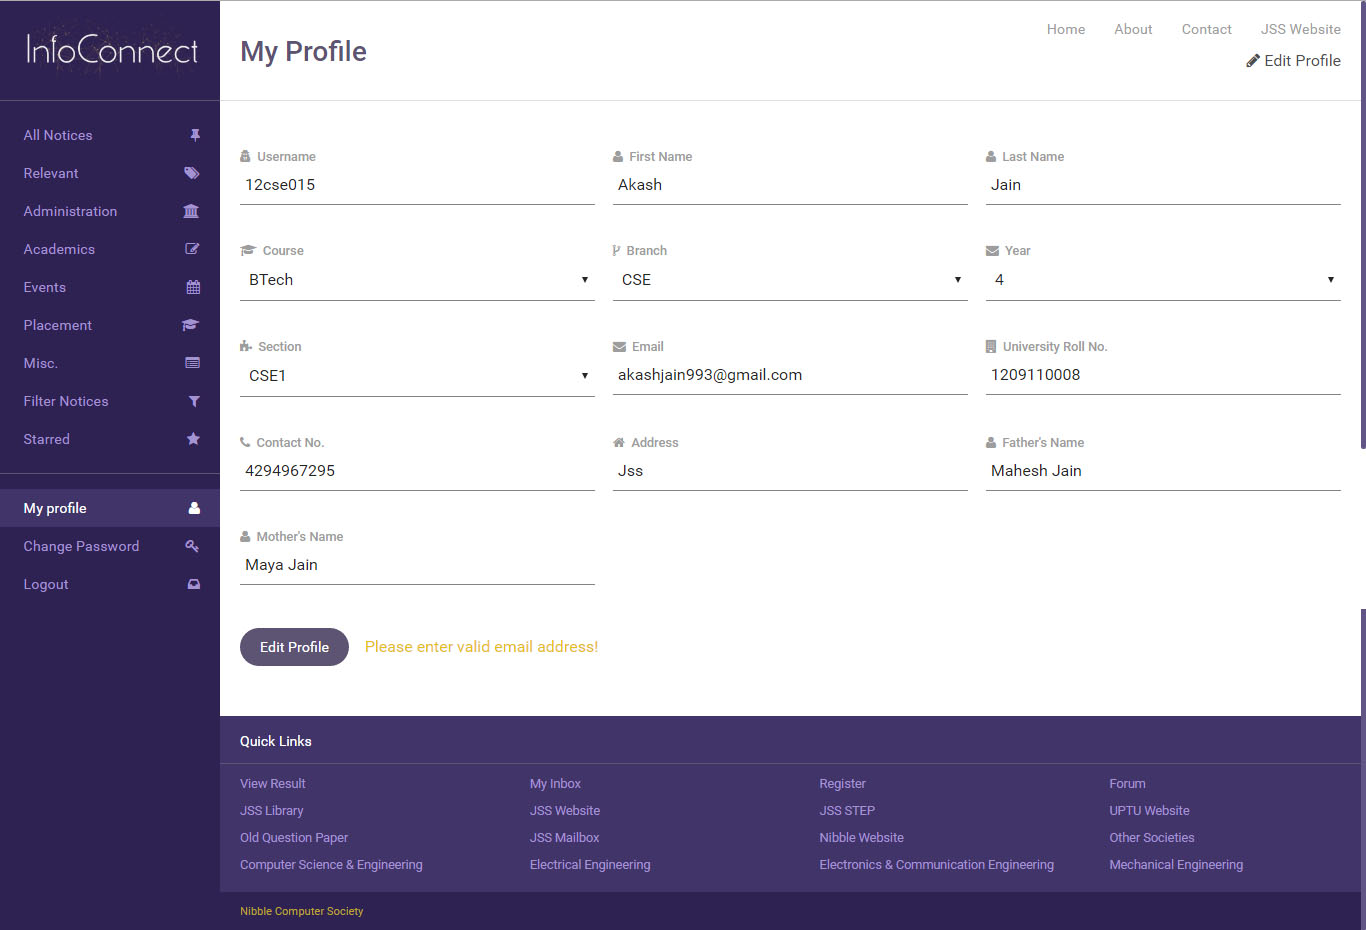 InfoConnect
All Notices
Relevant
Administration
Academics
Events
Placement
Misc.
Filter Notices
Starred
My profile
Change Password
Logout
My Profile
Home About Contact JSS Website
Edit Profile
Username First Name Last Name
12cse015 Akash Jain
Course Branch Year
BTech CSE 4
Section Email University Roll No.
CSE1 akashjain993@gmail.com 1209110008
Contact No. Address Father's Name
4294967295 Jss Mahesh Jain
Mother's Name
Maya Jain
Edit Profile Please enter valid email address!
Quick Links
View Result My Inbox Register Forum
JSS Library JSS Website JSS STEP UPTU Website
Old Question Paper JSS Mailbox Nibble Website Other Societies
Computer Science & Engineering Electrical Engineering Electronics & Communication Engineering Mechanical Engineering
Nibble Computer Society